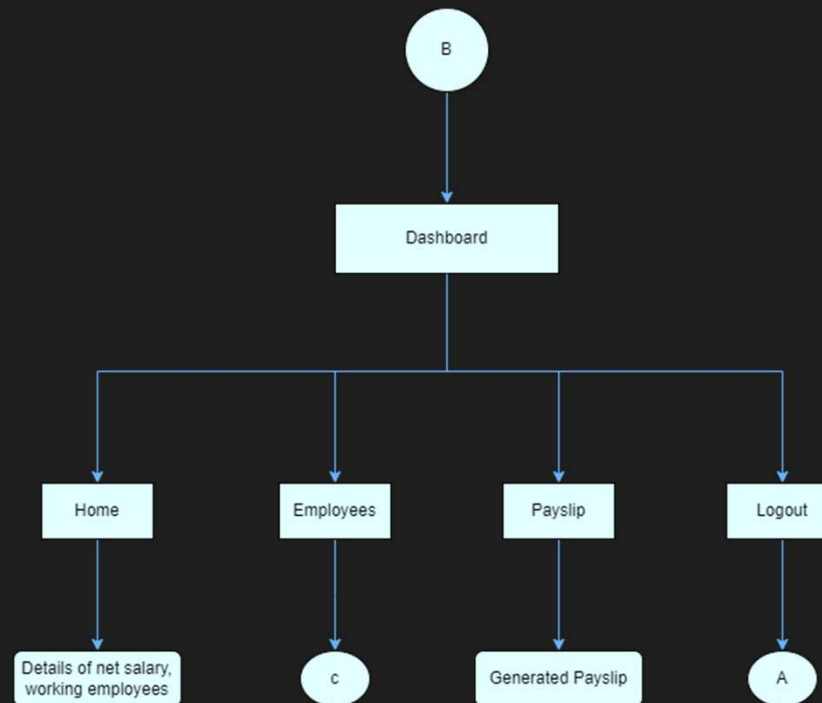 B
Dashboard
Home
Employees
Payslip
Logout
Details of net salary,
working employees
c
Generated Payslip
A